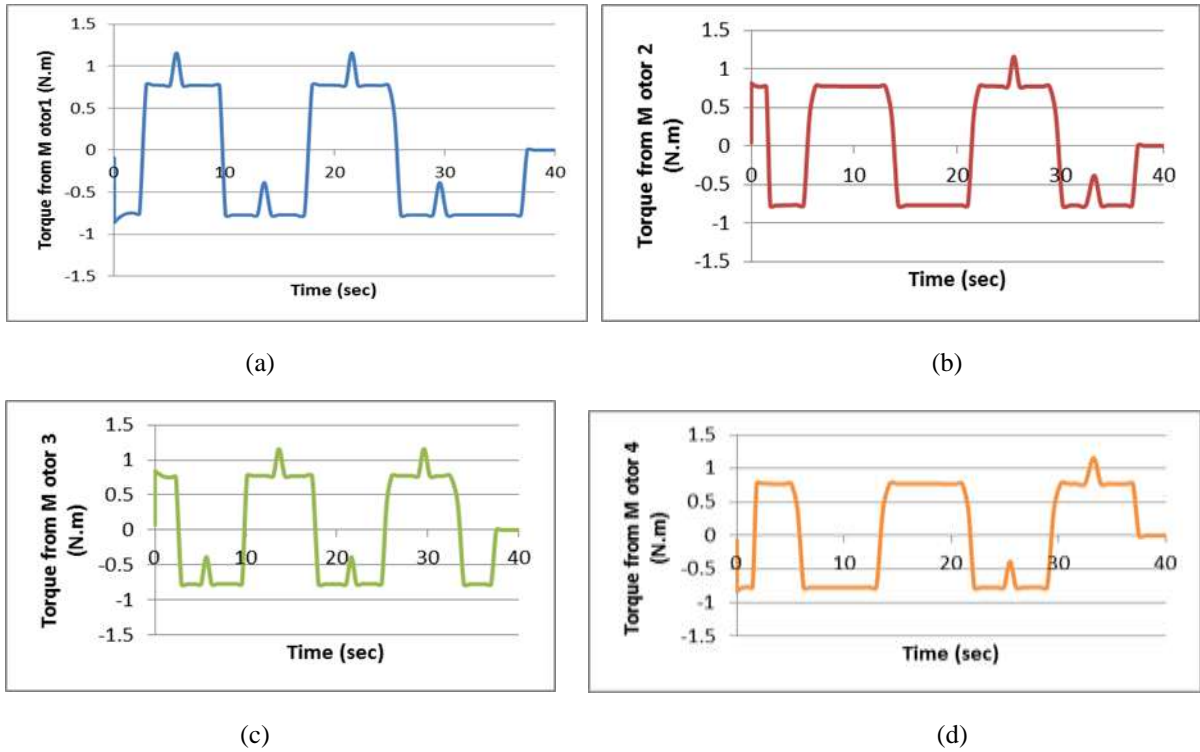 1.5
1
0.5
0
-0.5
-1
-1.5
0 10 20 30 40
Torque from M otor1 (N.m)
Time (sec)
(a)
1.5
1
0.5
0
-0.5
-1
-1.5
0 10 20 30 40
Torque from M otor 2
(N.m)
Time (sec)
(b)
1.5
1
0.5
0
-0.5
-1
-1.5
0 10 20 30 40
Torque from M otor 3
(N.m)
Time (sec)
(c)
1.5
1
0.5
0
-0.5
-1
-1.5
0 10 20 30 40
Torque from M otor 4
(N.m)
Time (sec)
(d)